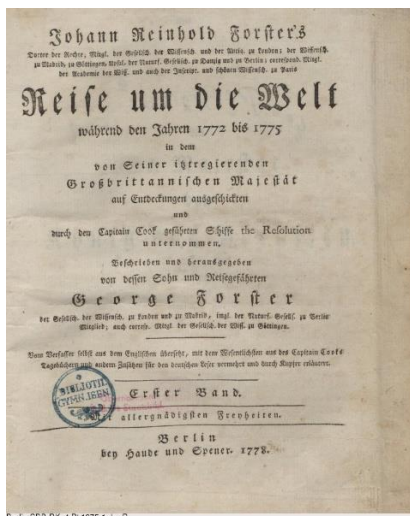 Johann Reinhold Forster's
Doctor der Rechte, Mitgl. der Gesellsch. der Wissensch. und der Antiq. zu London; der Wissensch.
zu Madrid, zu Göttingen, der Naturf. Gesellsch. zu Danzig und zu Berlin; correspond. Mitgl.
der Academie der Wiss. und auch der Inscript. und schönen Wissensch. zu Paris
Reise um die Welt
während den Jahren 1772 bis 1775
in dem
von Seiner itztregierenden
Großbrittannischen Majestät
auf Entdeckungen ausgeschickten
und
durch den Capitain Cook geführten Schiffe the Resolution
unternommen.
Beschrieben und herausgegeben
von dessen Sohn und Reisegefährten
George Forster
der Gesellsch. der Wissensch. zu London und zu Madrid, imgl. der Naturf. Gesells. zu Berlin
Mitglied; auch corresp. Mitgl. der Gesellsch. der Wiss. zu Göttingen.
Vom Verfasser selbst aus dem Englischen übersetzt, mit dem Wesentlichsten aus des Capitain Cooks
Tagebüchern und andern Zusätzen für den deutschen Leser vermehrt und durch Kupfer erläutert.
Erster Band.
Mit allergnädigsten Freyheiten.
Berlin
bey Haude und Spener. 1778.